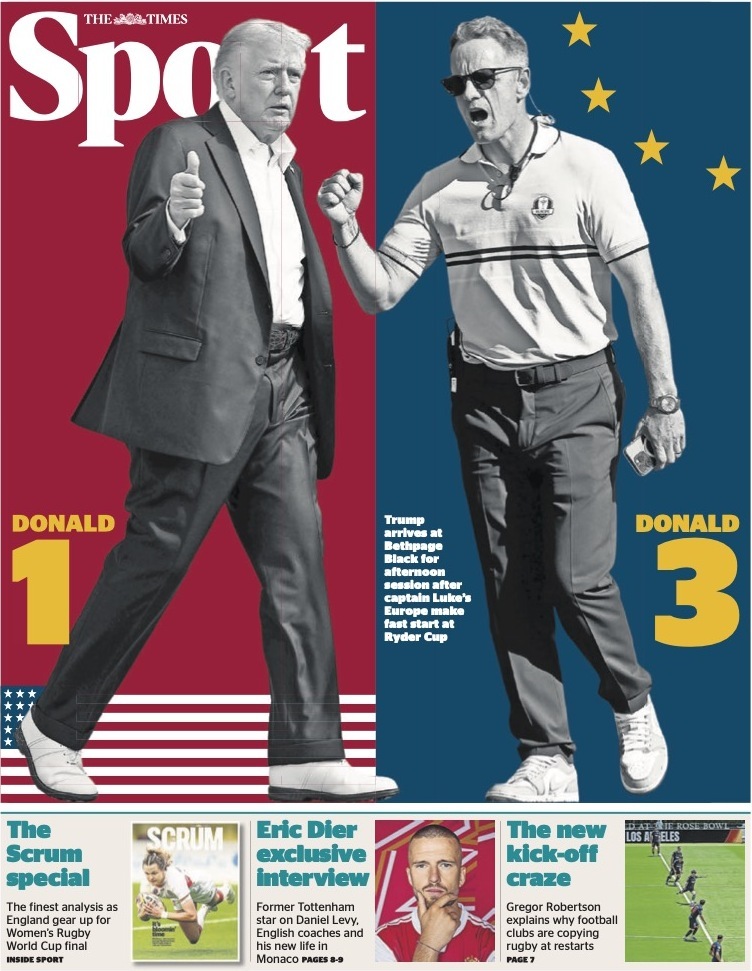 THE TIMES
Sport
DONALD
1
Trump
arrives at
Bethpage
Black for
afternoon
session after
captain Luke's
Europe make
fast start at
Ryder Cup
DONALD
3
The
Scrum
special
The finest analysis as
England gear up for
Women's Rugby
World Cup final
INSIDE SPORT
SCRUM
It's
bloomin'
time
Eric Dier
exclusive
interview
Former Tottenham
star on Daniel Levy,
English coaches and
his new life in
Monaco PAGES 8-9
The new
kick-off
craze
Gregor Robertson
explains why football
clubs are copying
rugby at restarts
PAGE 7
ROSE BOWL
LOS ANGELES